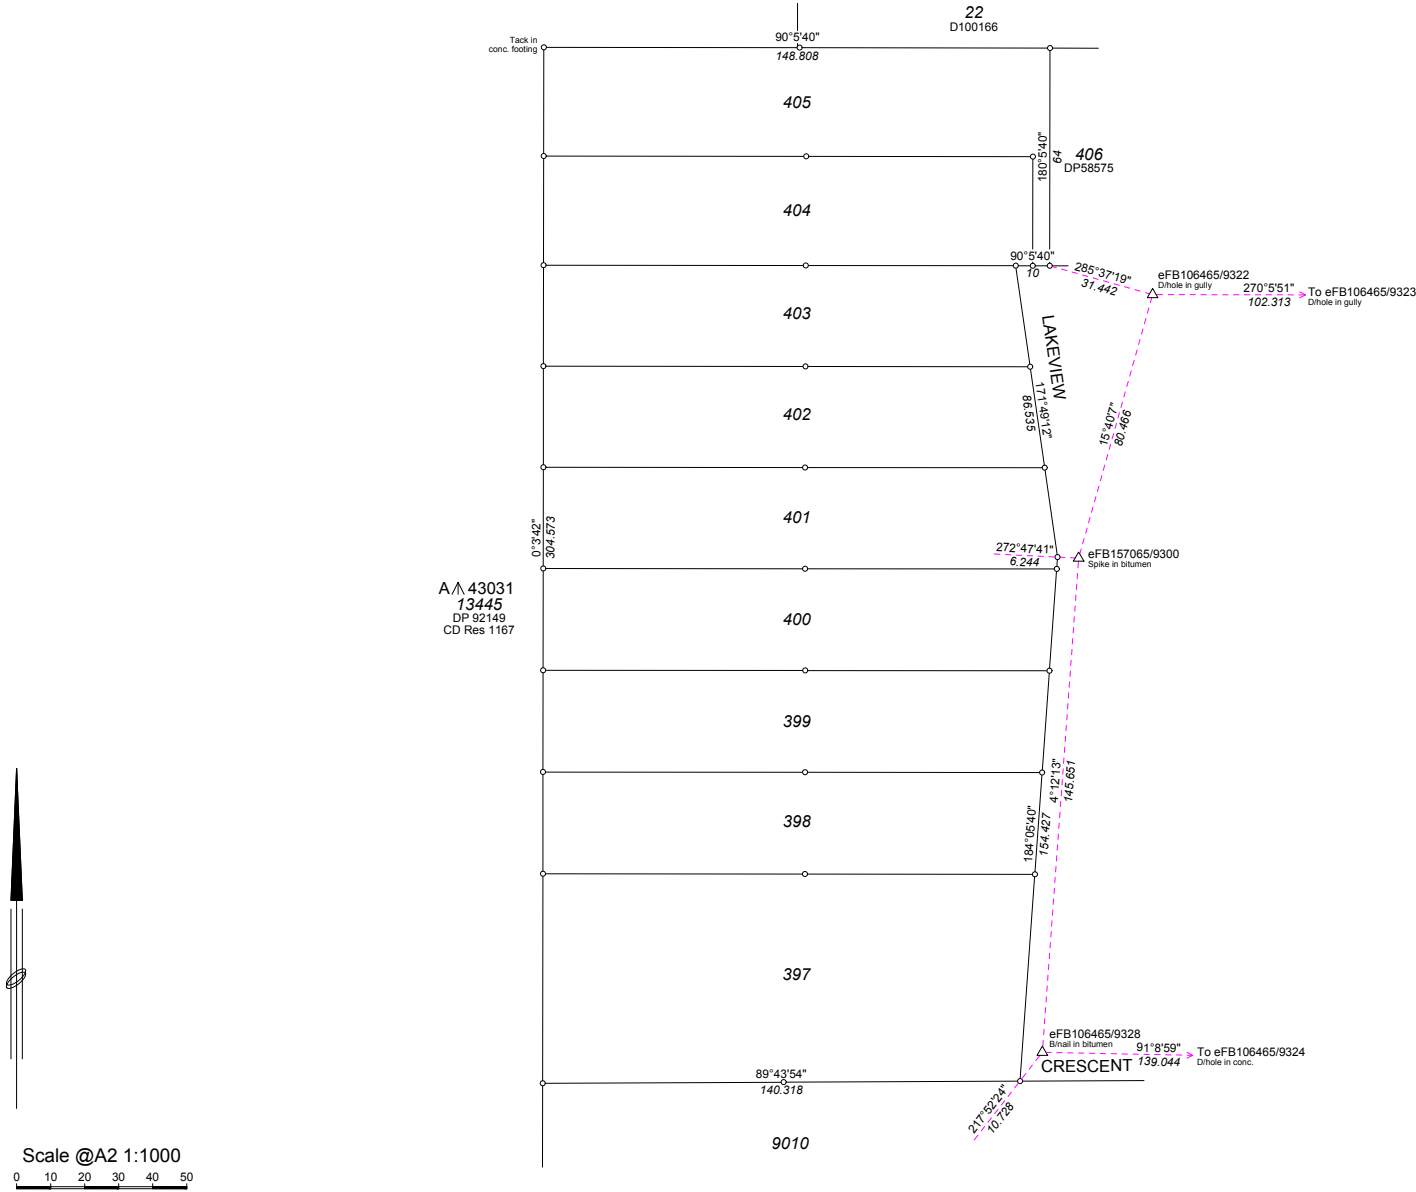 22
D100166
Tack in
conc. footing
90°5'40"
148.808
405
180°5'40"
64
406
DP58575
404
90°5'40"
10
285°37'19"
31.442
eFB106465/9322
D/hole in gully
270°5'51"
102.313
To eFB106465/9323
D/hole in gully
403
LAKEVIEW
171°49'12"
86.535
402
15°40'7"
80.466
401
0°3'42"
304.573
272°47'41"
6.244
eFB157065/9300
Spike in bitumen
A 43031
13445
DP 92149
CD Res 1167
400
399
4°12'13"
145.651
398
184°05'40"
154.427
397
eFB106465/9328
B/nail in bitumen
91°8'59"
139.044
To eFB106465/9324
D/hole in conc.
CRESCENT
89°43'54"
140.318
217°52'24"
10.728
9010
Scale @A2 1:1000
0 10 20 30 40 50